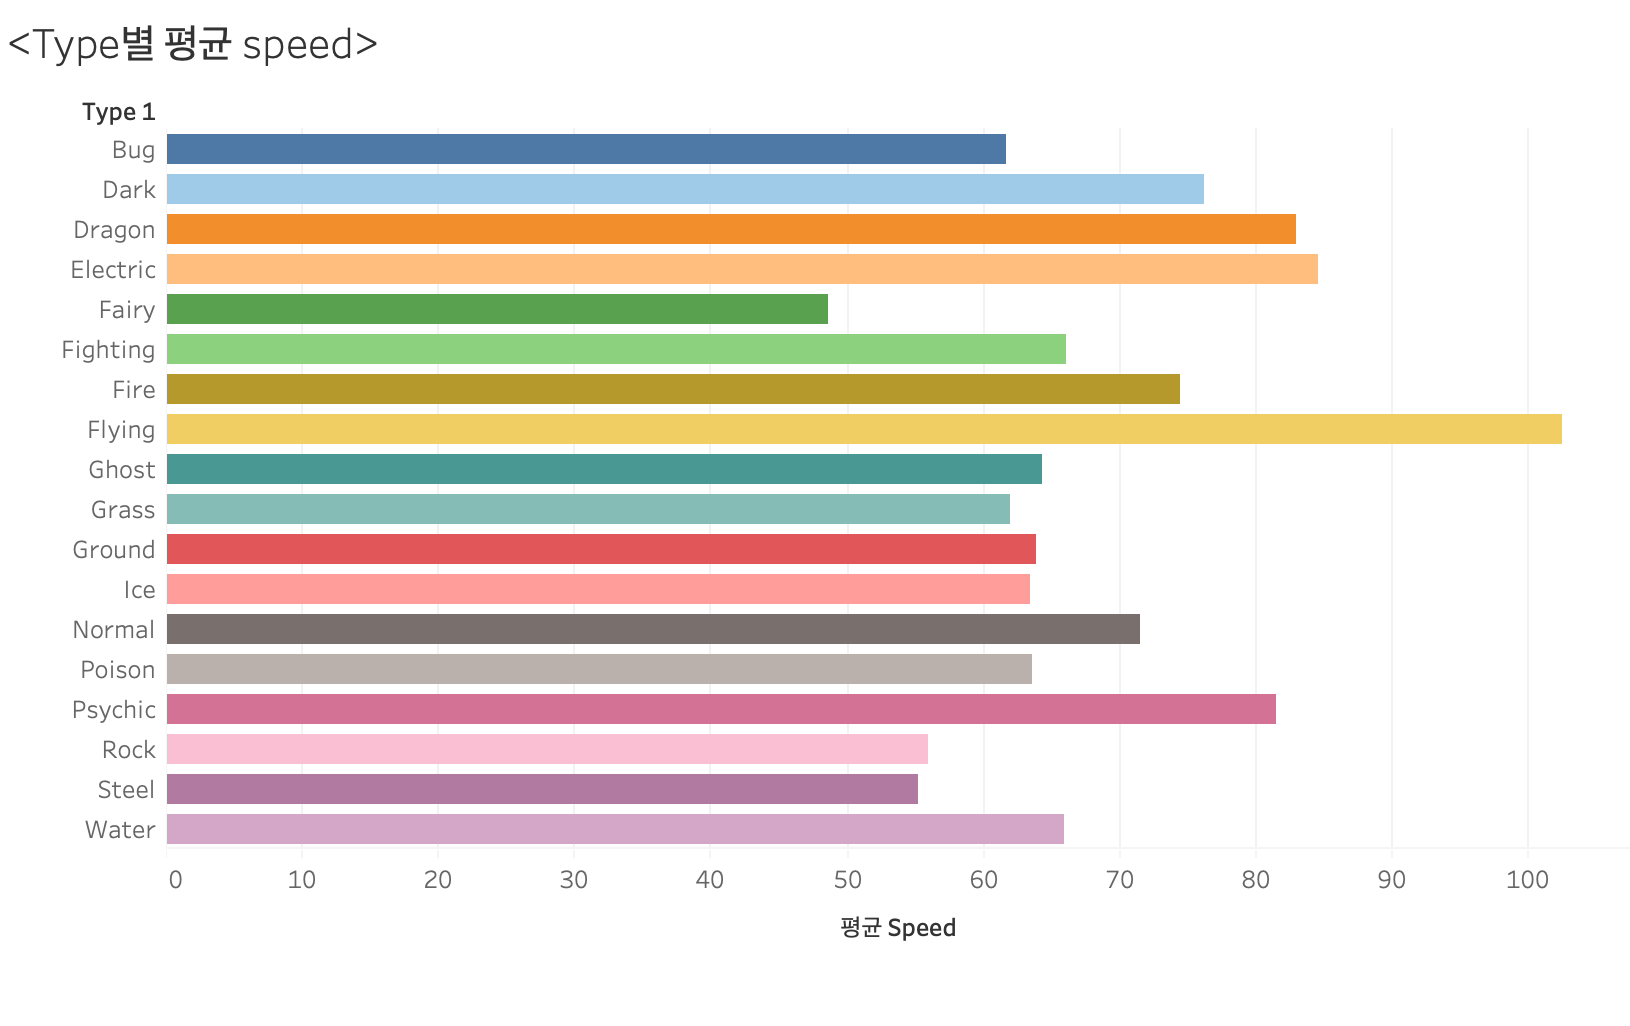 <Type별 평균 speed>
Type 1
Bug
Dark
Dragon
Electric
Fairy
Fighting
Fire
Flying
Ghost
Grass
Ground
Ice
Normal
Poison
Psychic
Rock
Steel
Water
0 10 20 30 40 50 60 70 80 90 100
평균 Speed